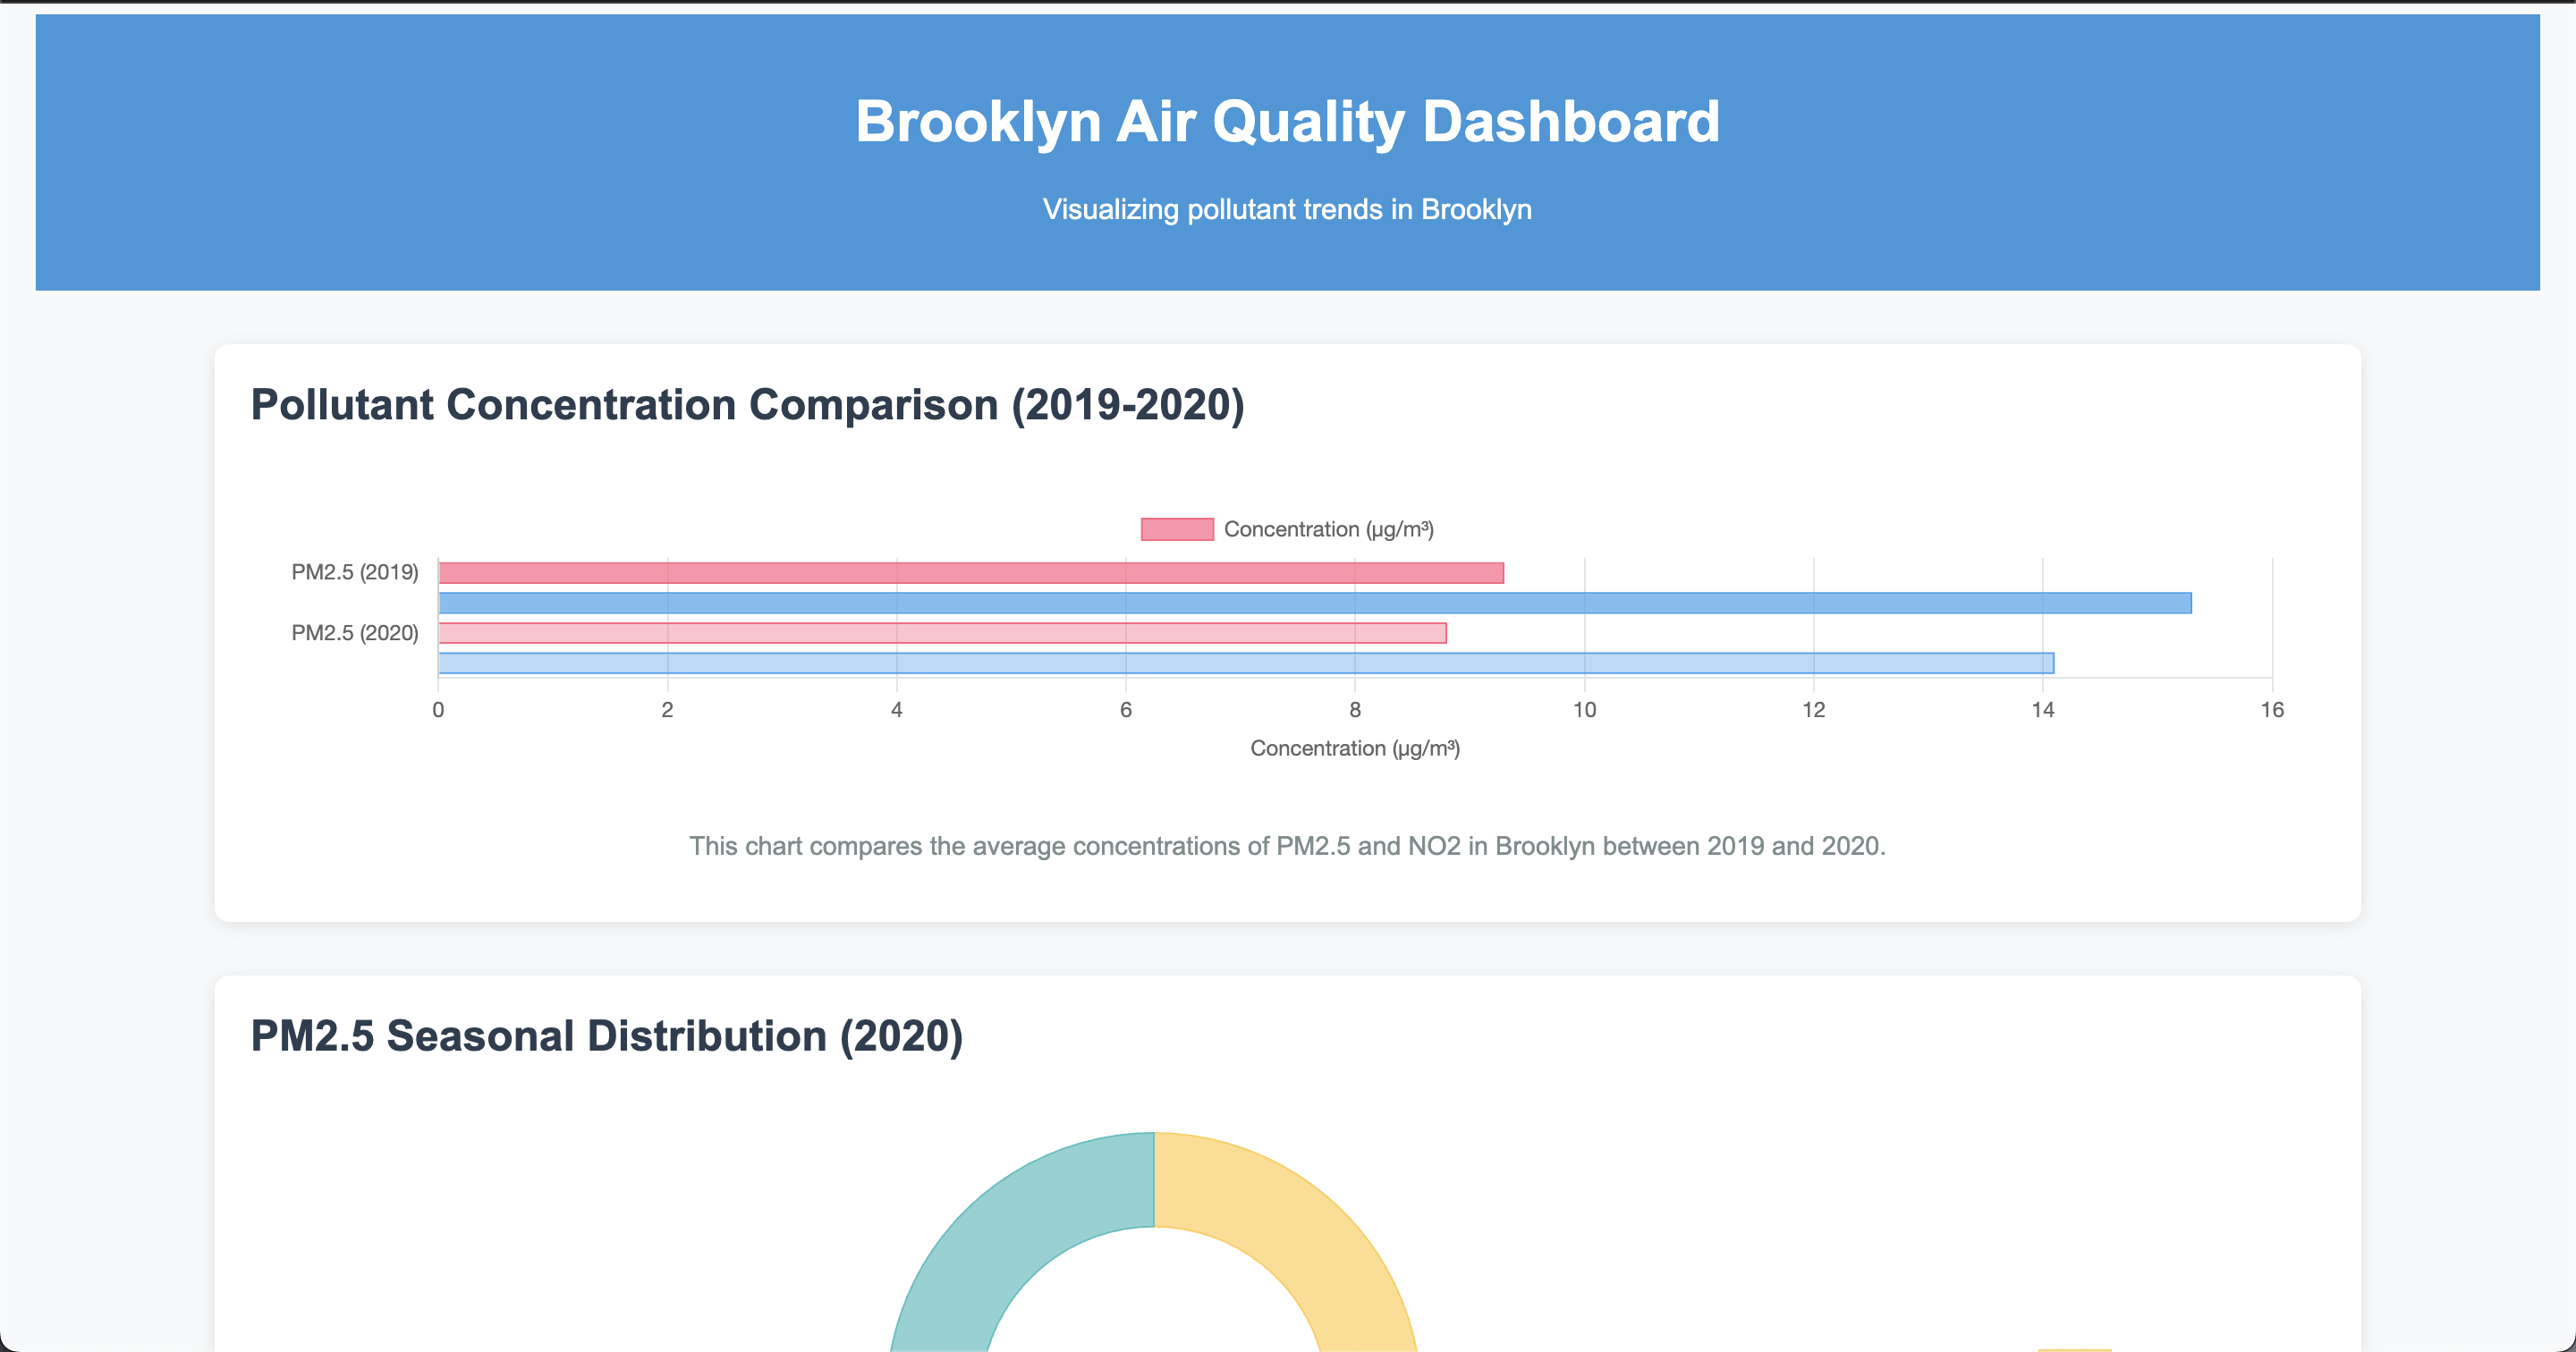 Brooklyn Air Quality Dashboard
Visualizing pollutant trends in Brooklyn
Pollutant Concentration Comparison (2019-2020)
Concentration (µg/m³)
PM2.5 (2019)
PM2.5 (2020)
0 2 4 6 8 10 12 14 16
Concentration (µg/m³)
This chart compares the average concentrations of PM2.5 and NO2 in Brooklyn between 2019 and 2020.
PM2.5 Seasonal Distribution (2020)